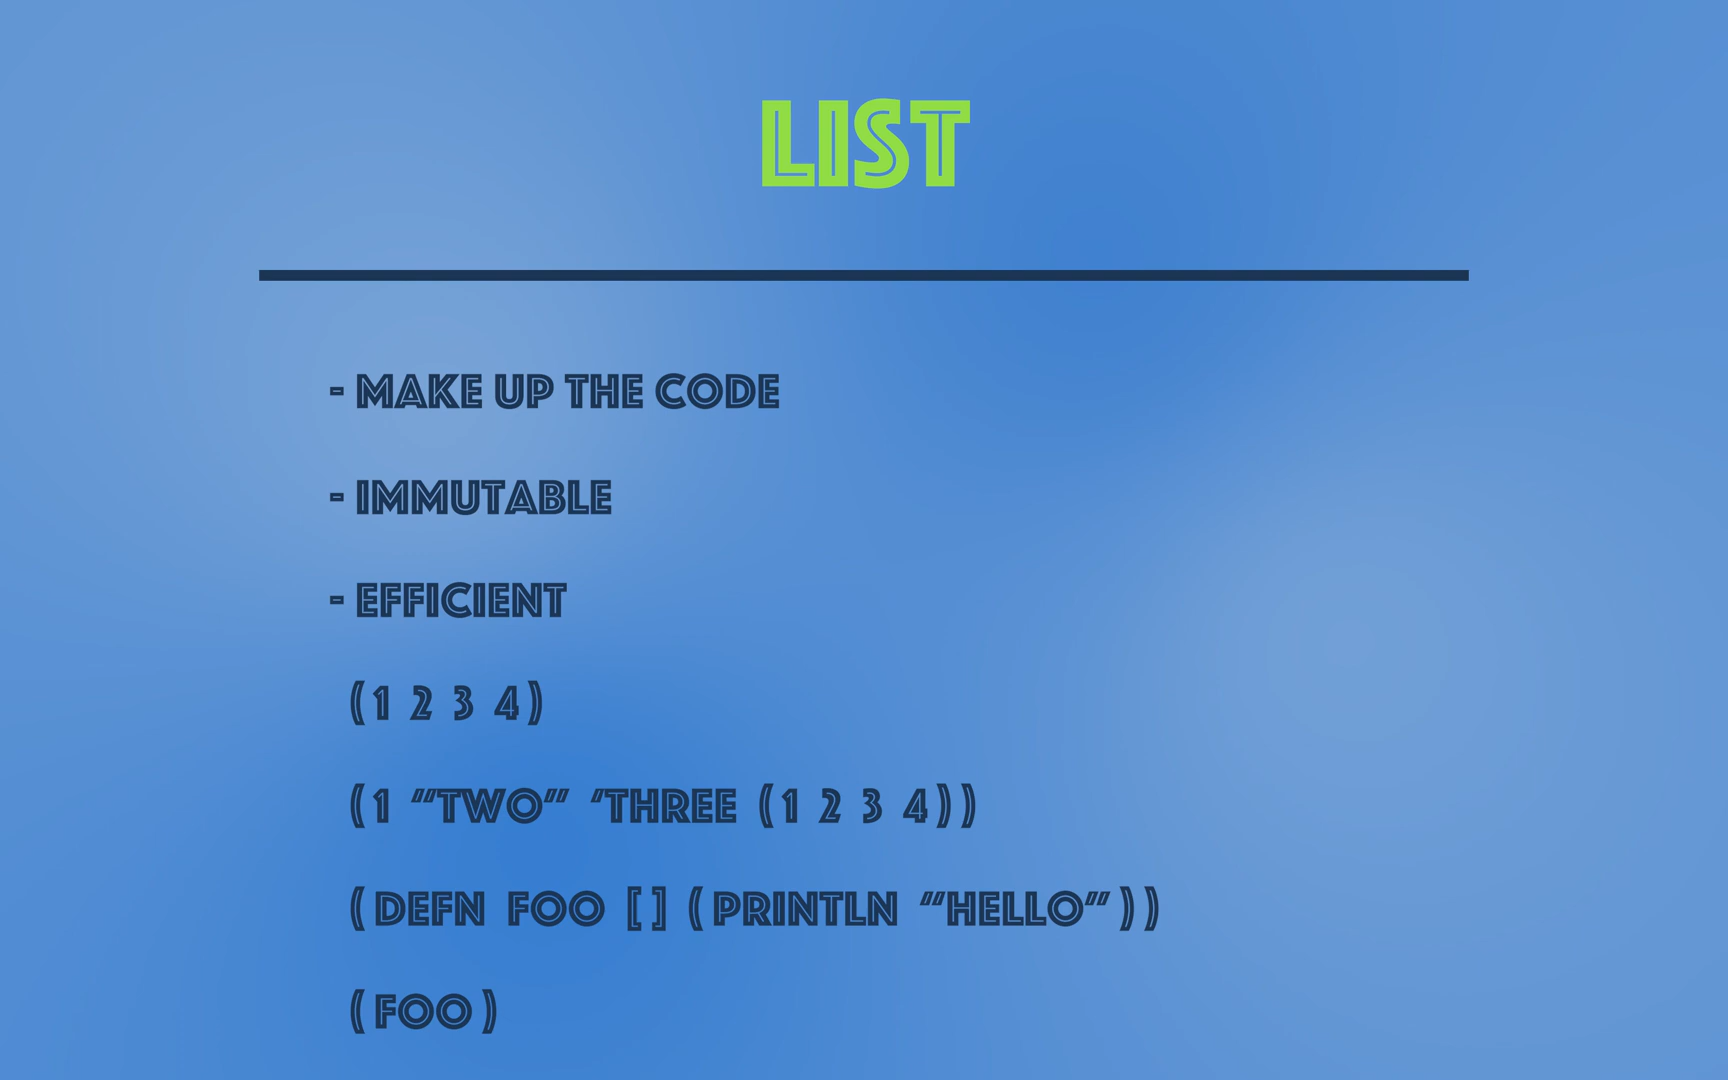 LIST
- MAKE UP THE CODE
- IMMUTABLE
- EFFICIENT
(1 2 3 4)
(1 “TWO” ‘THREE (1 2 3 4))
(DEFN FOO [] (PRINTLN “HELLO”))
(FOO)